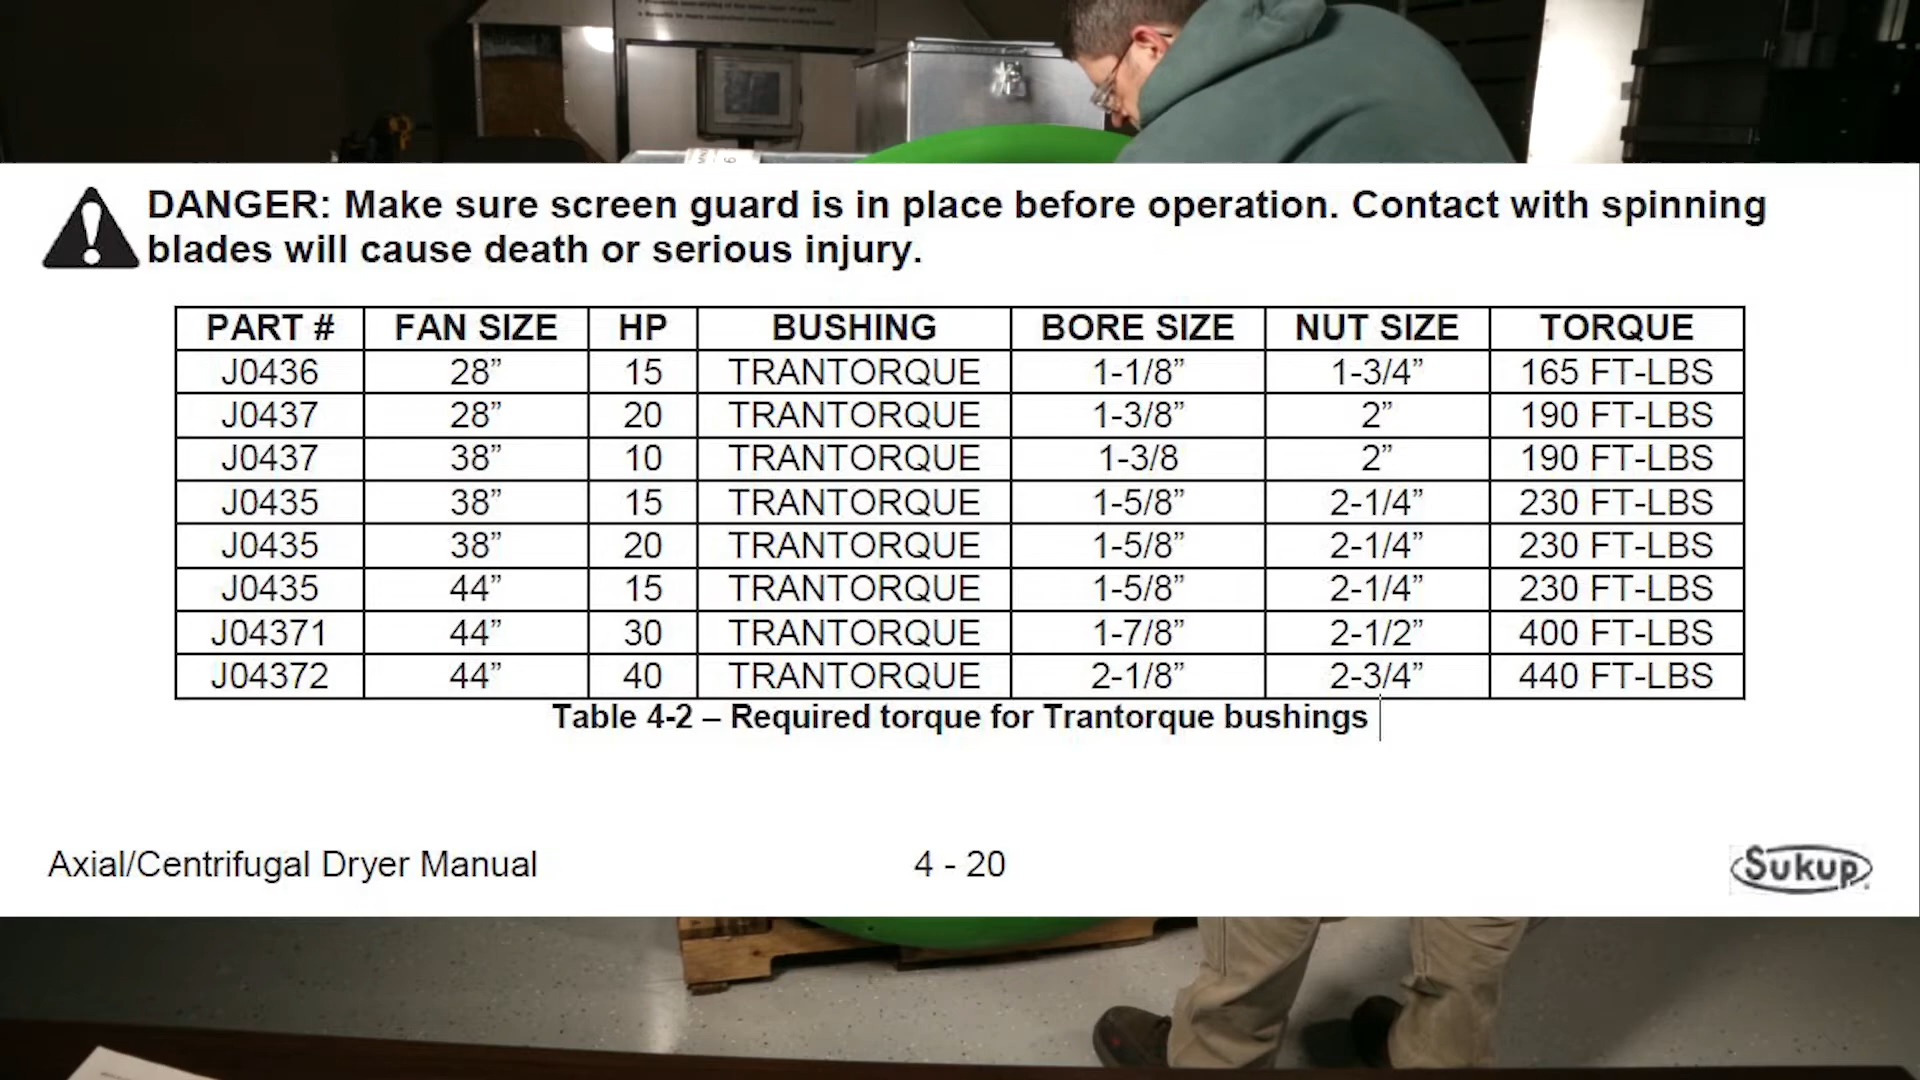 DANGER: Make sure screen guard is in place before operation. Contact with spinning
blades will cause death or serious injury.
PART # FAN SIZE HP BUSHING BORE SIZE NUT SIZE TORQUE
J0436 28” 15 TRANTORQUE 1-1/8” 1-3/4” 165 FT-LBS
J0437 28” 20 TRANTORQUE 1-3/8” 2” 190 FT-LBS
J0437 38” 10 TRANTORQUE 1-3/8 2” 190 FT-LBS
J0435 38” 15 TRANTORQUE 1-5/8” 2-1/4” 230 FT-LBS
J0435 38” 20 TRANTORQUE 1-5/8” 2-1/4” 230 FT-LBS
J0435 44” 15 TRANTORQUE 1-5/8” 2-1/4” 230 FT-LBS
J04371 44” 30 TRANTORQUE 1-7/8” 2-1/2” 400 FT-LBS
J04372 44” 40 TRANTORQUE 2-1/8” 2-3/4” 440 FT-LBS
Table 4-2 – Required torque for Trantorque bushings
Axial/Centrifugal Dryer Manual 4 - 20 Sukup